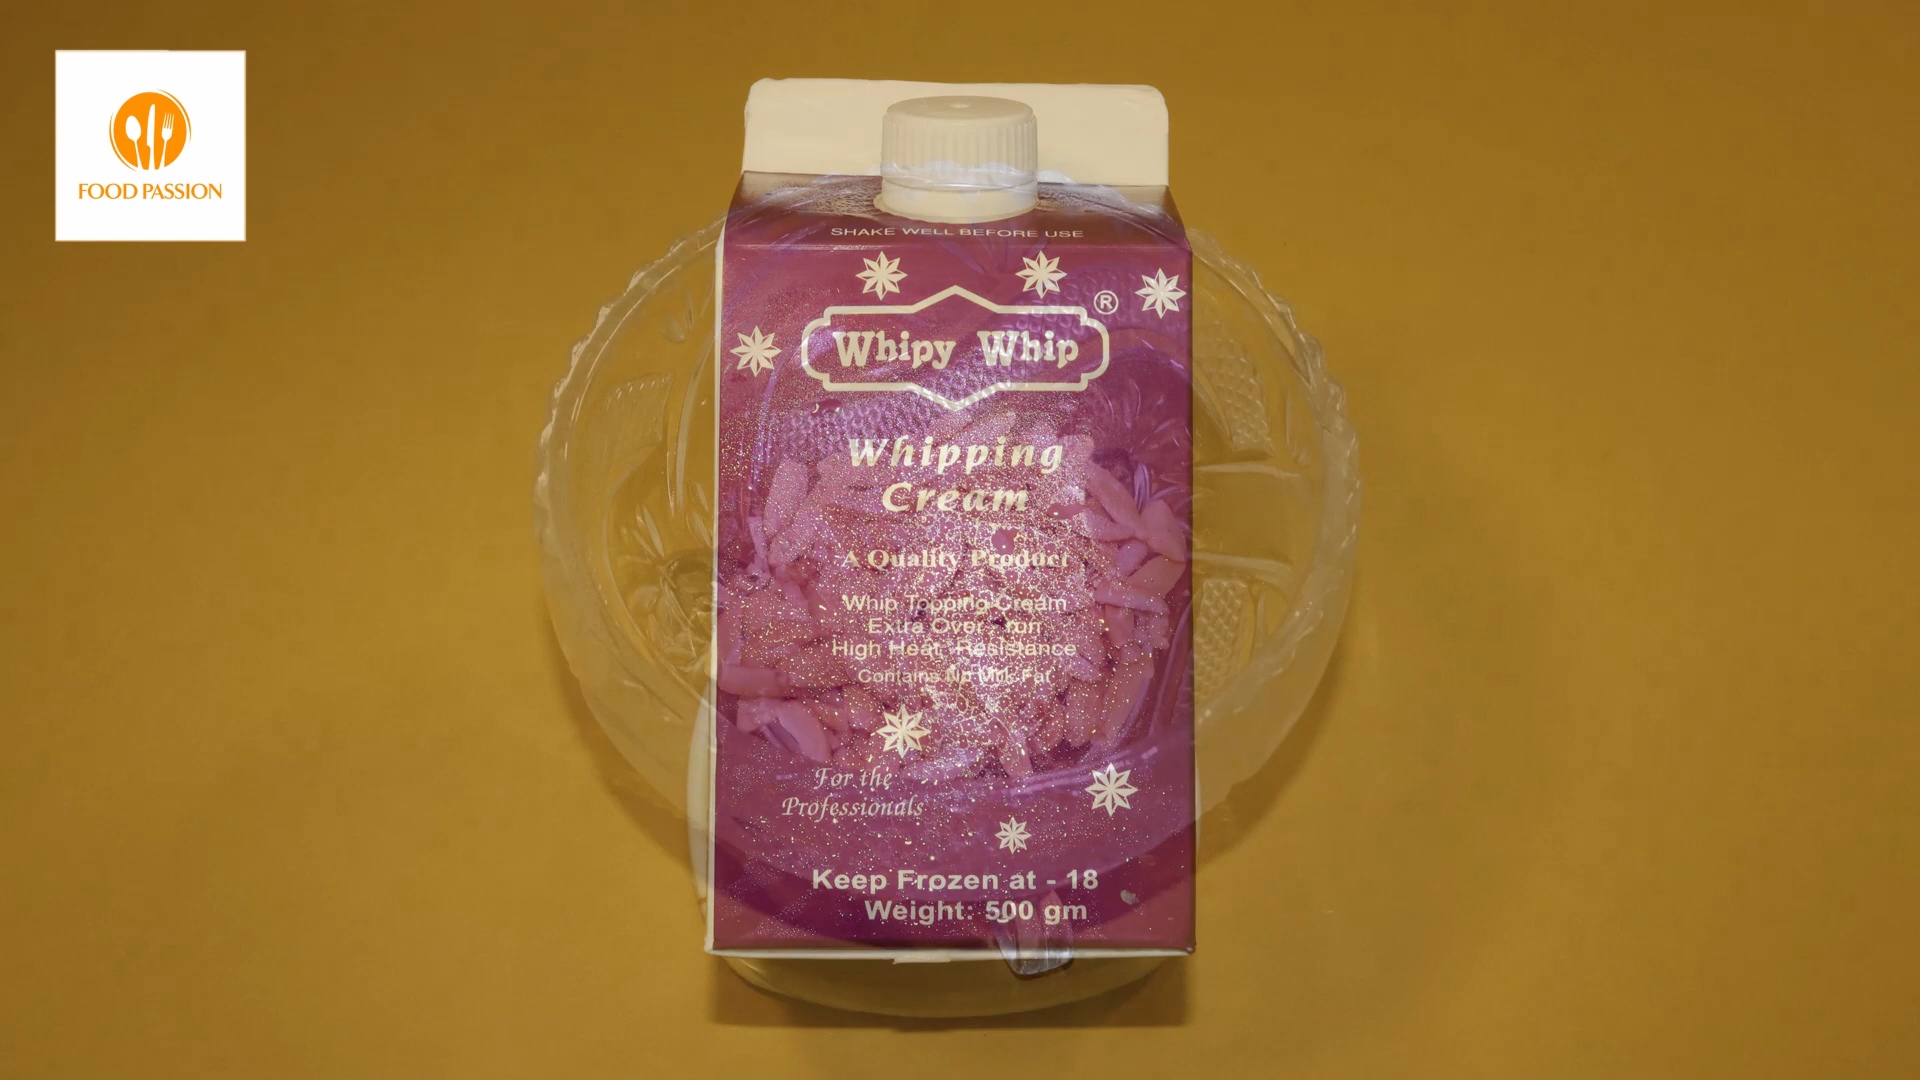 FOOD PASSION
SHAKE WELL BEFORE USE
Whipy Whip ®
Whipping
Cream
A Quality Product
Whip Topping Cream
Extra Over - run
High Heat Resistance
Contains No Milk Fat
For the
Professionals
Keep Frozen at - 18
Weight: 500 gm